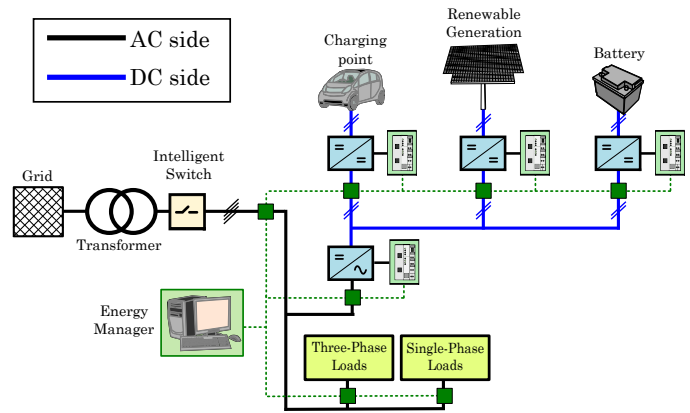 AC side
DC side
Charging
point
Renewable
Generation
Battery
Grid
Transformer
Intelligent
Switch
Energy
Manager
Three-Phase
Loads
Single-Phase
Loads